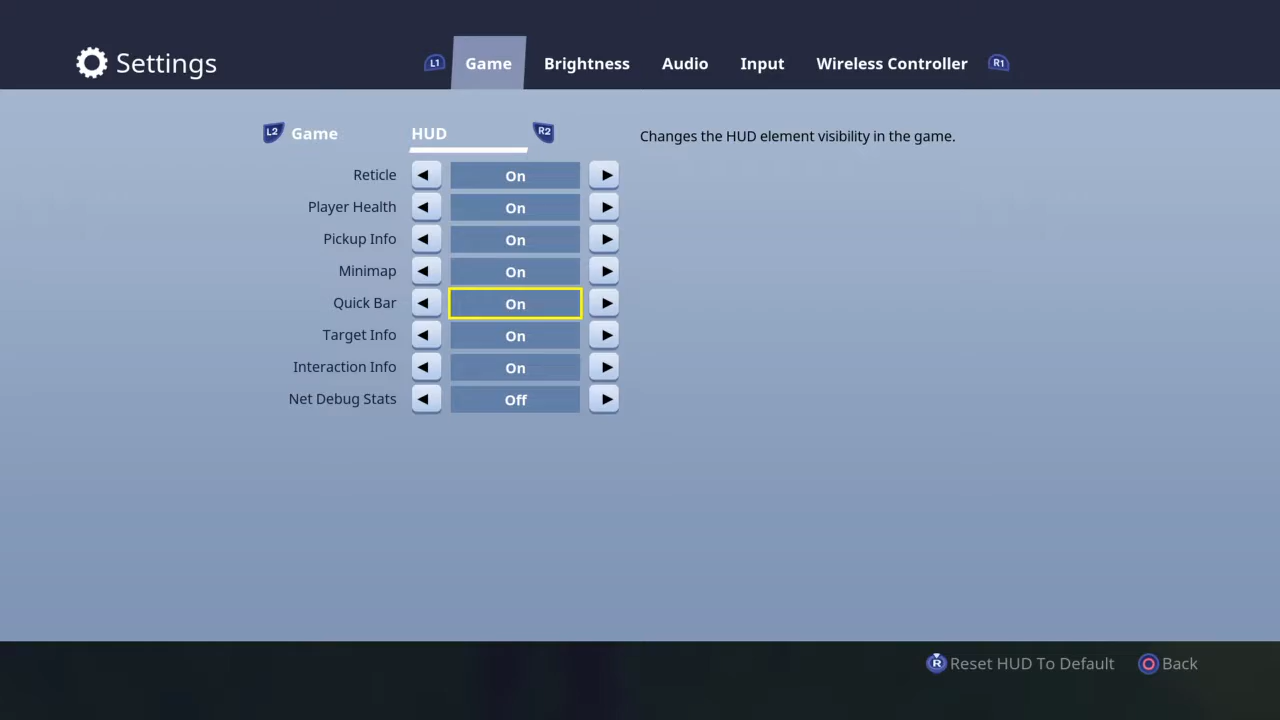 Settings
L1 Game Brightness Audio Input Wireless Controller R1
L2 Game HUD R2
Changes the HUD element visibility in the game.
Reticle On
Player Health On
Pickup Info On
Minimap On
Quick Bar On
Target Info On
Interaction Info On
Net Debug Stats Off
R Reset HUD To Default Back